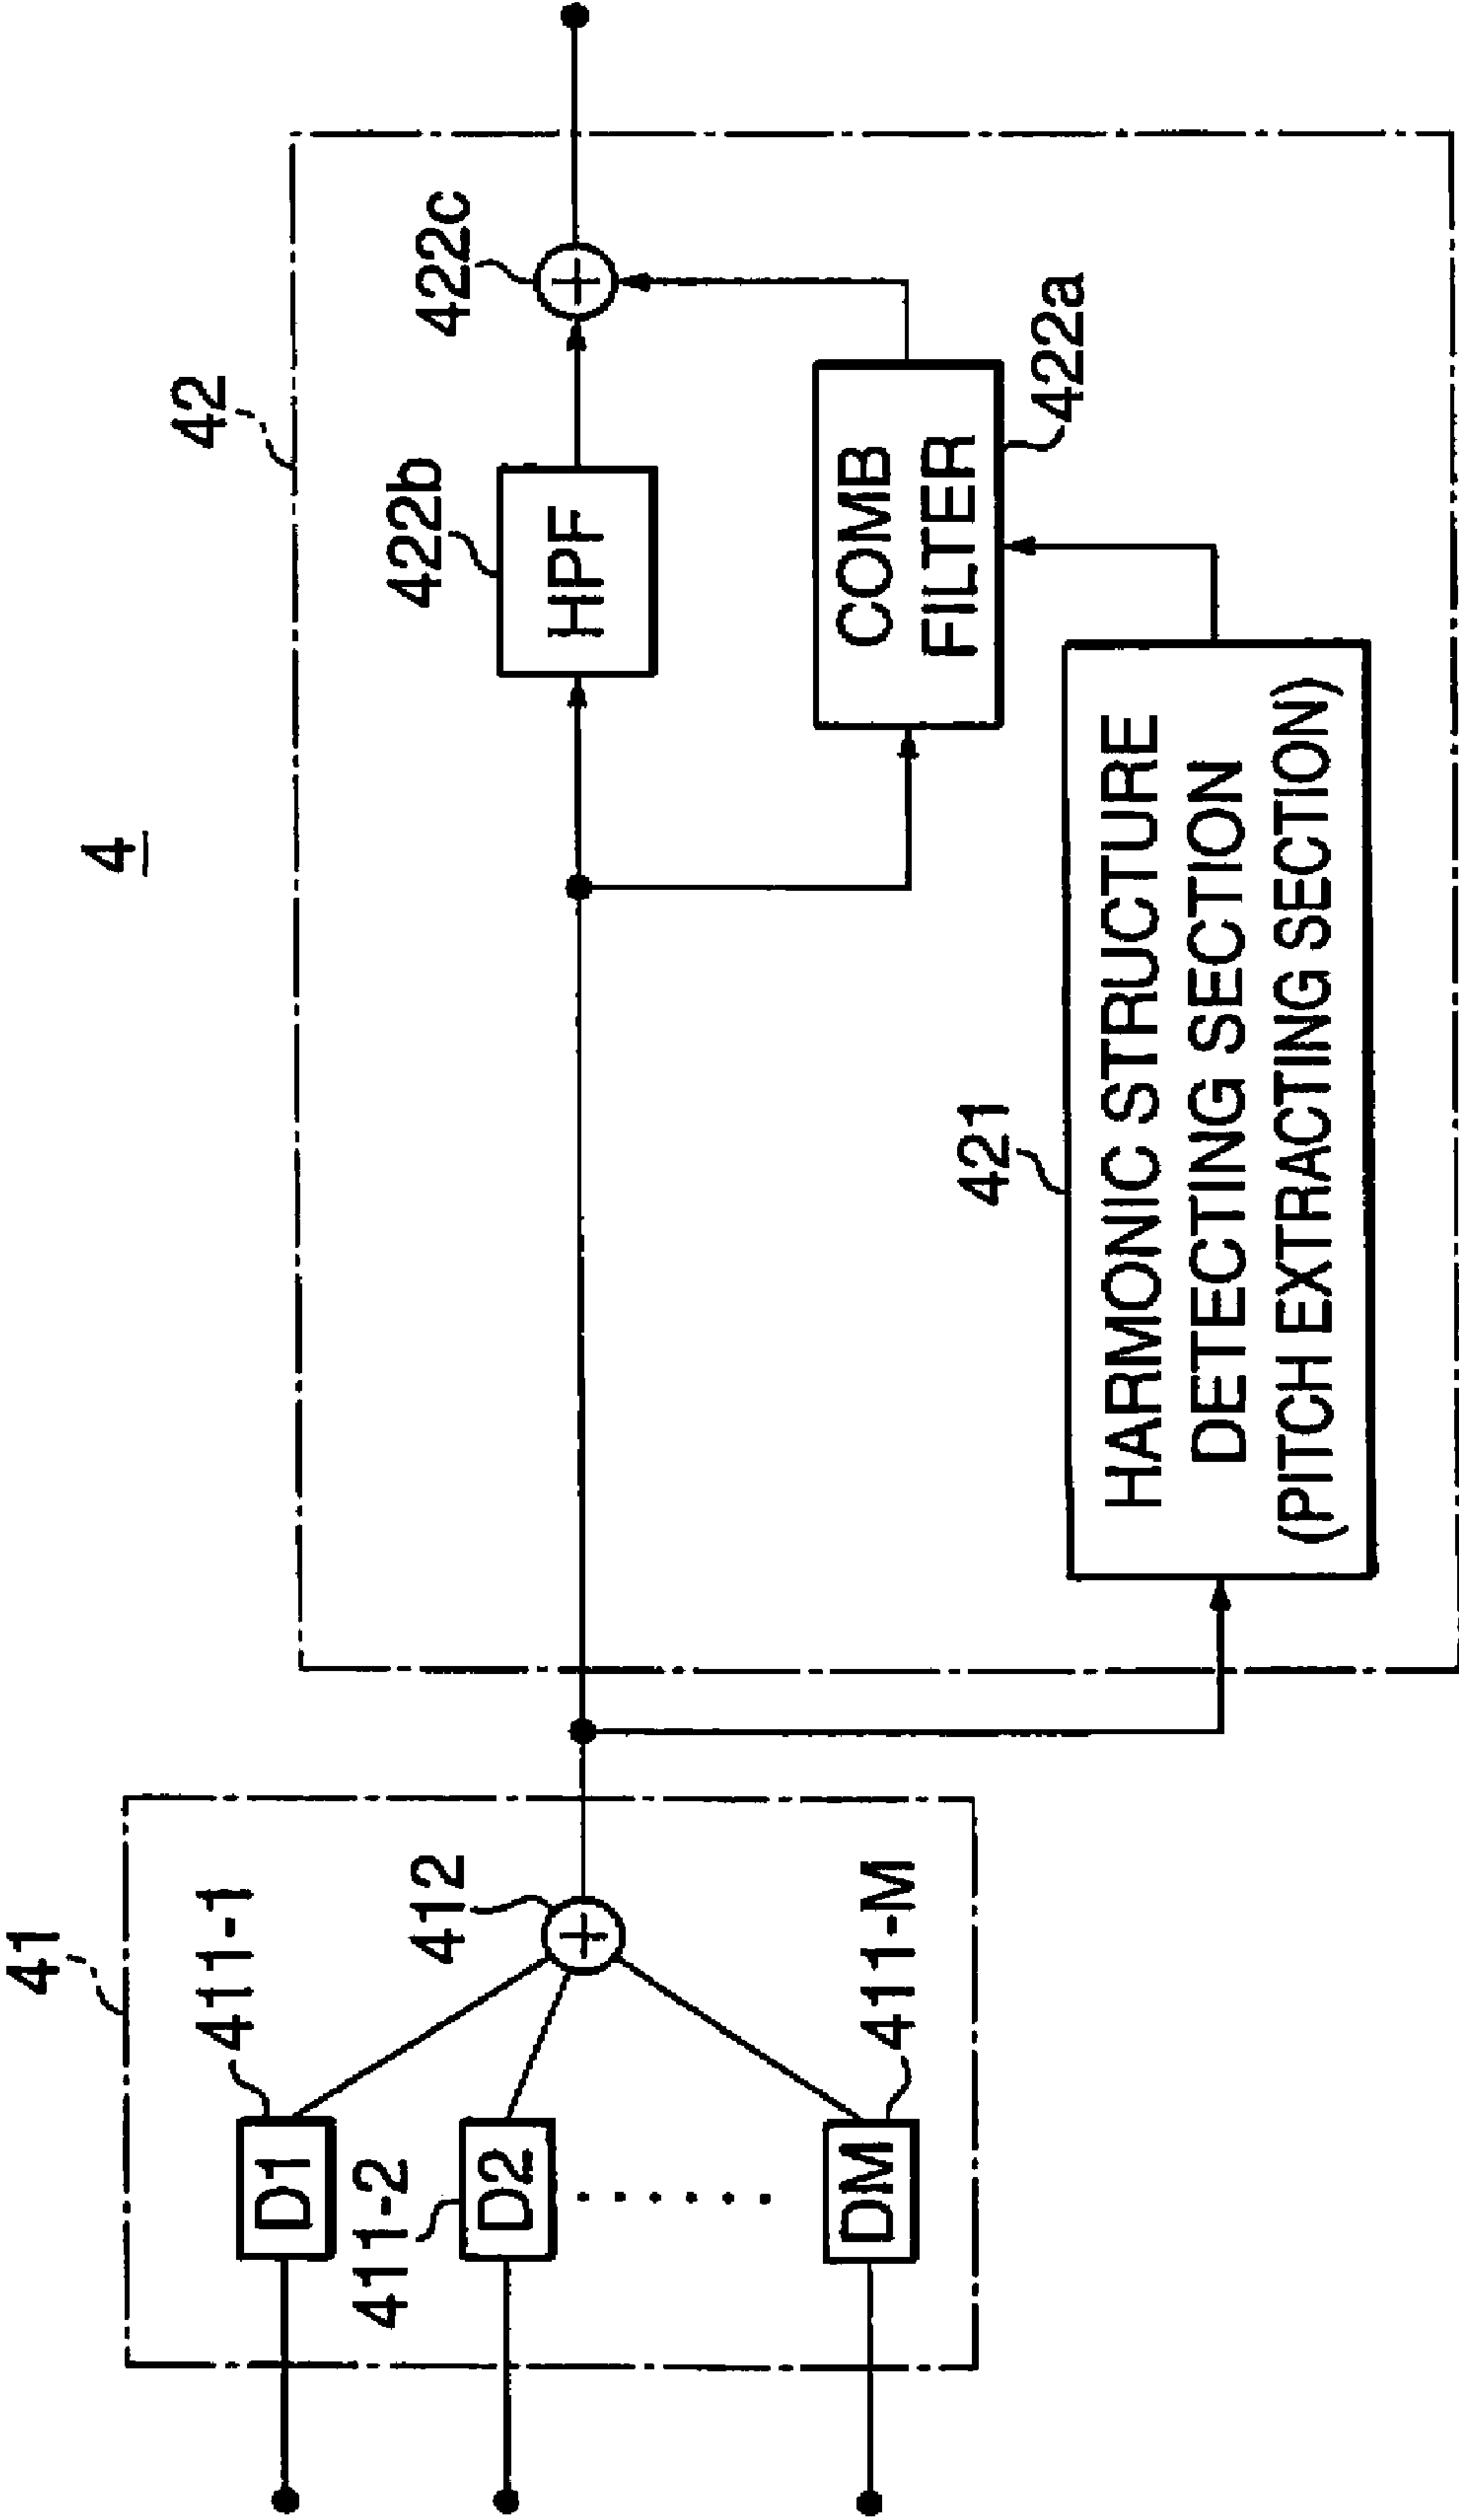 4
41
42
411-1
D1
411-2
D2
DM
411-M
412
422b
HPF
422c
COMB
FILTER
422a
421
HARMONIC STRUCTURE
DETECTING SECTION
(PITCH EXTRACTING SECTION)